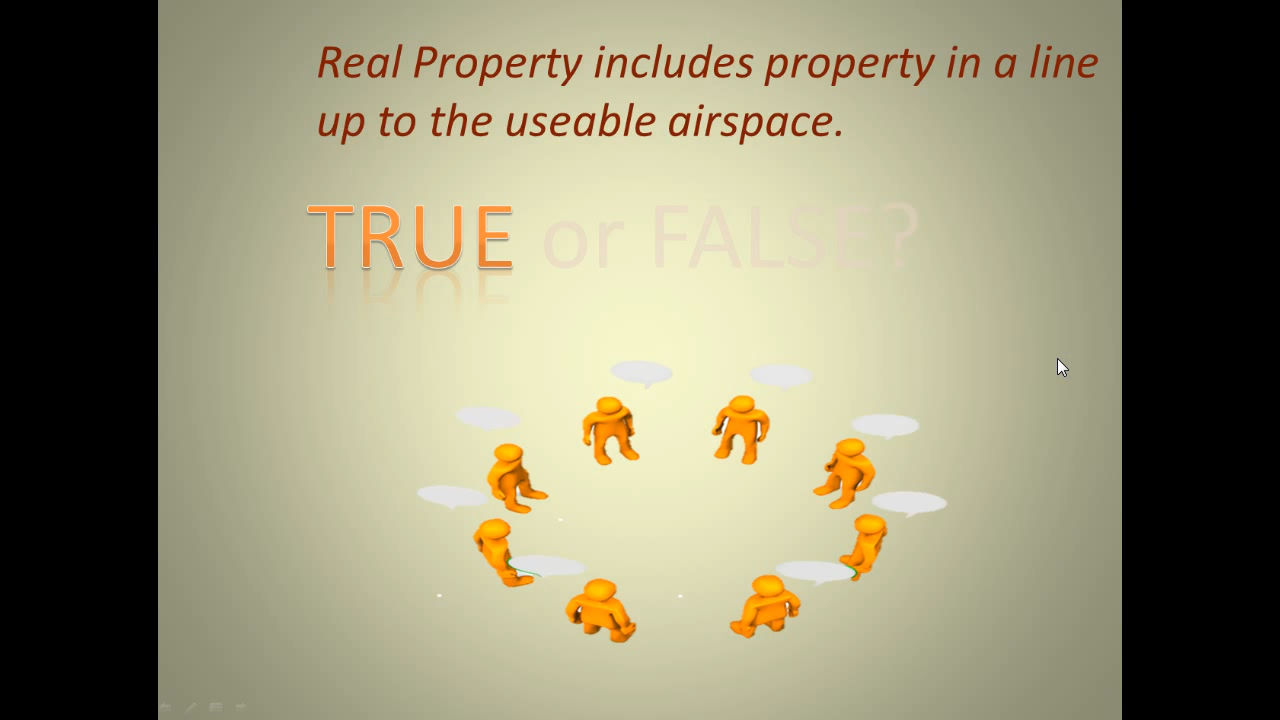 Real Property includes property in a line
up to the useable airspace.
TRUE or FALSE?